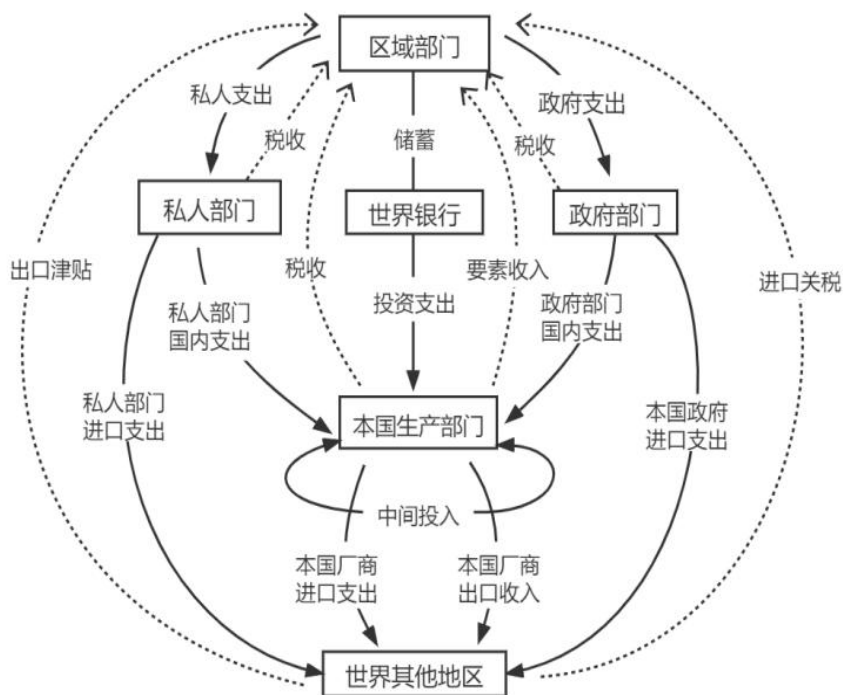 区域部门
私人支出
政府支出
税收
储蓄
税收
私人部门
世界银行
政府部门
出口津贴
税收
要素收入
进口关税
私人部门
国内支出
投资支出
政府部门
国内支出
私人部门
进口支出
本国生产部门
本国政府
进口支出
中间投入
本国厂商
进口支出
本国厂商
出口收入
世界其他地区